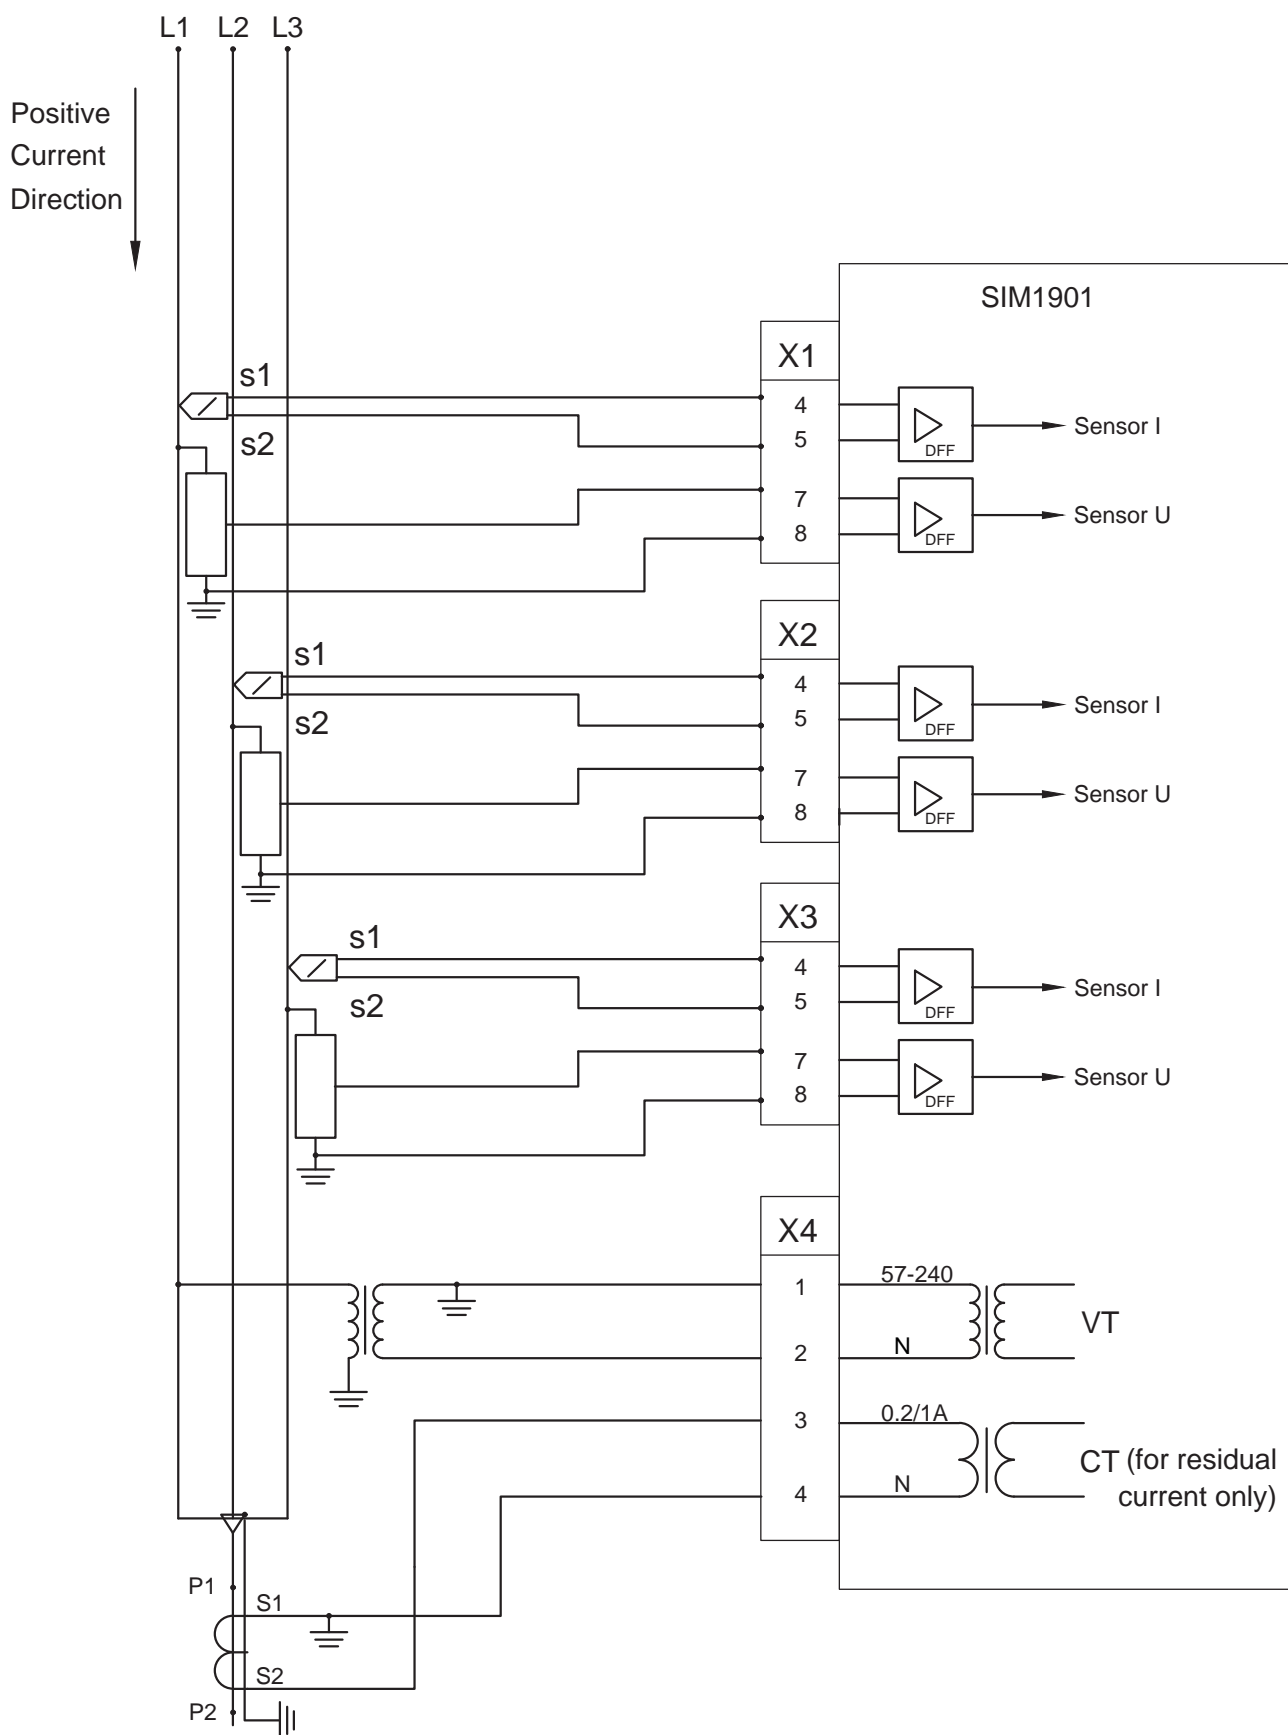 L1 L2 L3
Positive
Current
Direction
SIM1901
X1
s1
4
Sensor I
5
DFF
s2
7
Sensor U
8
DFF
X2
s1
4
Sensor I
5
DFF
s2
7
Sensor U
8
DFF
X3
s1
4
Sensor I
5
DFF
s2
7
Sensor U
8
DFF
X4
1
57-240
VT
2
N
3
0.2/1A
CT (for residual
current only)
4
N
P1
S1
S2
P2